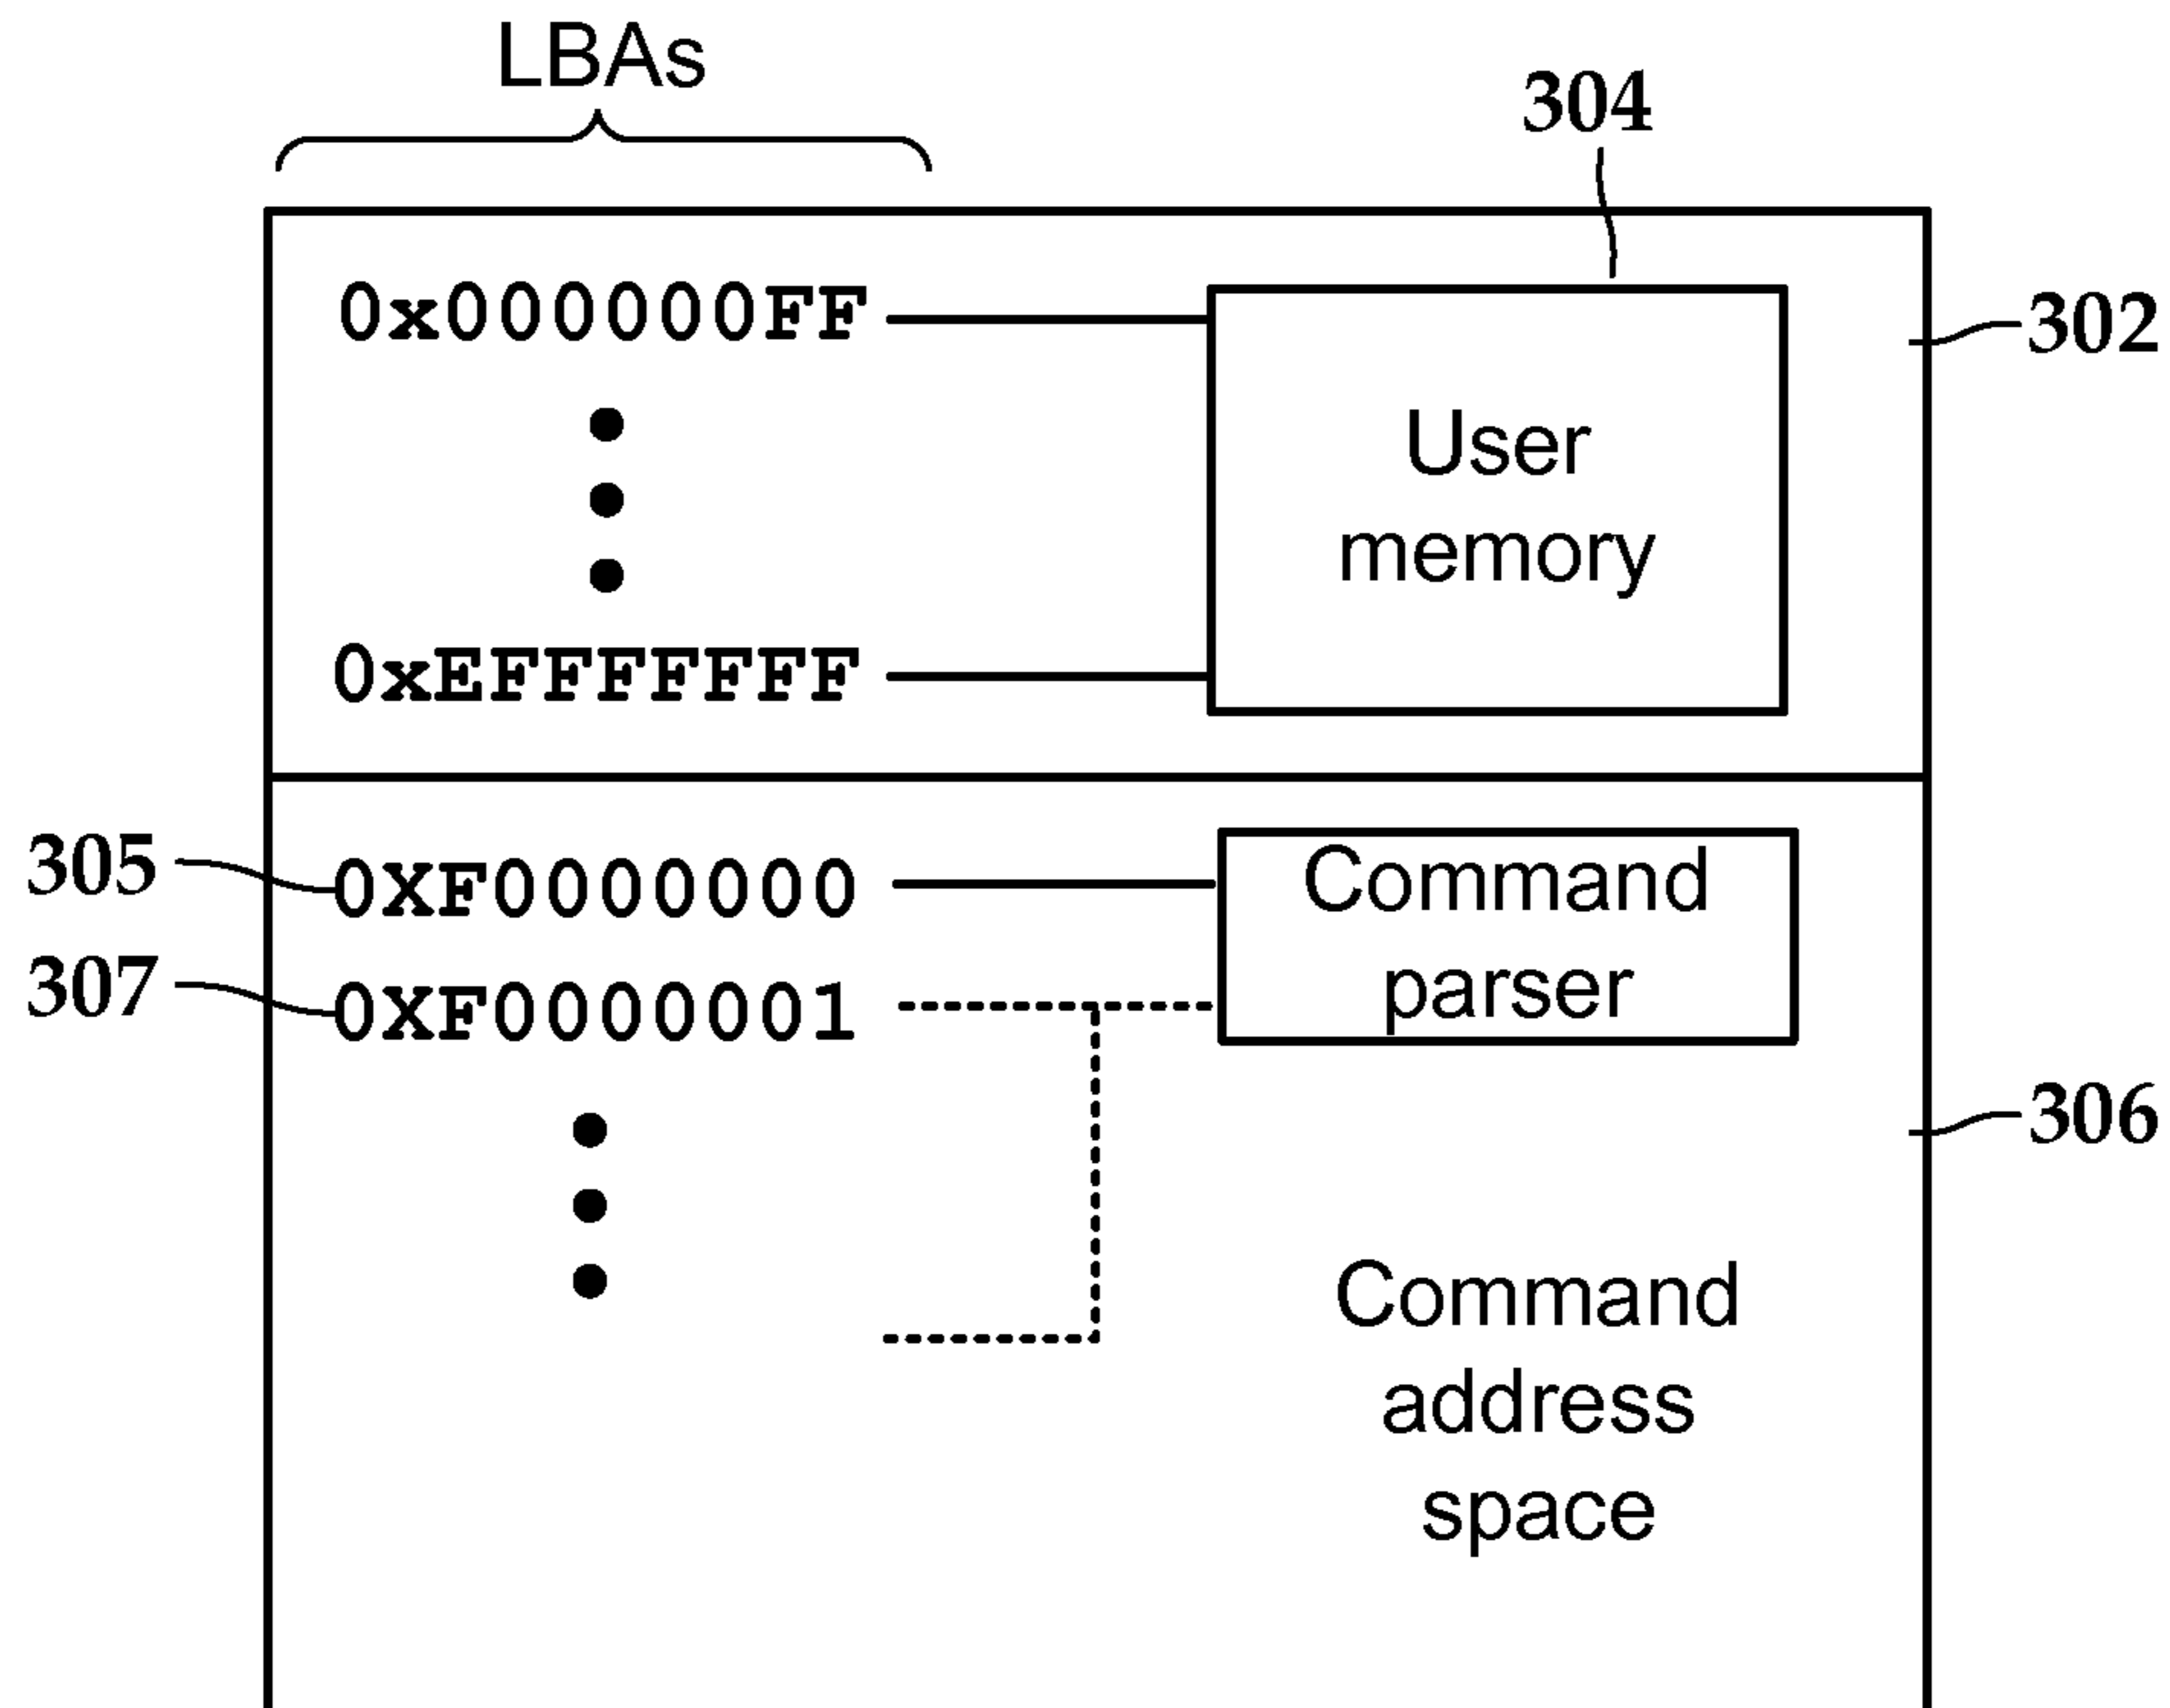 LBAs
304
0x000000FF
302
User
memory
0xEFFFFFFF
305
0XF0000000
Command
307
0XF0000001
parser
306
Command
address
space